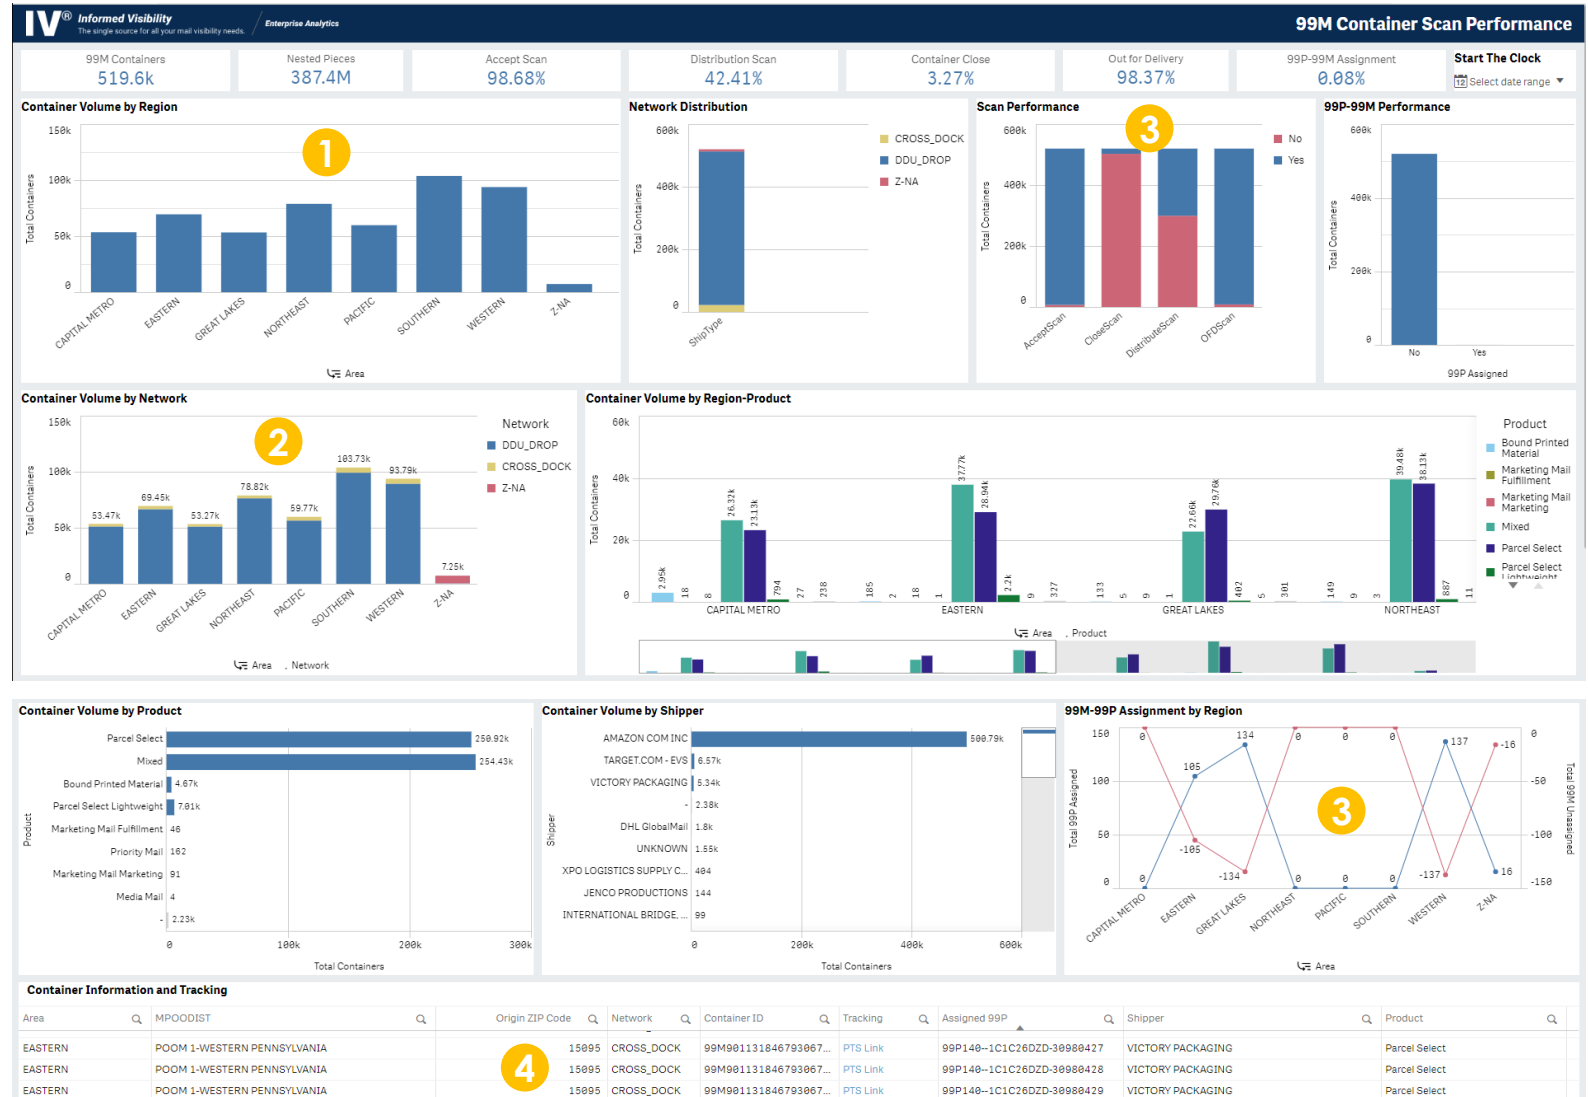 IV® Informed Visibility
The single source for all your mail visibility needs.
Enterprise Analytics
99M Container Scan Performance
99M Containers
519.6k
Nested Pieces
387.4M
Accept Scan
98.68%
Distribution Scan
42.41%
Container Close
3.27%
Out for Delivery
98.37%
99P-99M Assignment
0.08%
Start The Clock
12 Select date range
Container Volume by Region
1
150k
100k
50k
0
Total Containers
CAPITAL METRO
EASTERN
GREAT LAKES
NORTHEAST
PACIFIC
SOUTHERN
WESTERN
Z-NA
Area
Network Distribution
600k
400k
200k
0
Total Containers
ShipType
CROSS_DOCK
DDU_DROP
Z-NA
Scan Performance
3
600k
400k
200k
0
Total Containers
AcceptScan
CloseScan
DistributeScan
OFDScan
No
Yes
99P-99M Performance
600k
400k
200k
0
Total Containers
No
Yes
99P Assigned
Container Volume by Network
2
150k
100k
50k
0
Total Containers
53.47k
69.45k
53.27k
78.82k
59.77k
103.73k
93.79k
7.25k
CAPITAL METRO
EASTERN
GREAT LAKES
NORTHEAST
PACIFIC
SOUTHERN
WESTERN
Z-NA
Area , Network
Network
DDU_DROP
CROSS_DOCK
Z-NA
Container Volume by Region-Product
60k
40k
20k
0
Total Containers
2.95k
18
8
26.32k
23.13k
794
27
238
185
2
18
1
37.77k
28.94k
2.2k
9
327
133
5
9
1
22.66k
29.76k
402
5
301
149
9
3
39.48k
38.13k
887
11
CAPITAL METRO
EASTERN
GREAT LAKES
NORTHEAST
Area , Product
Product
Bound Printed
Material
Marketing Mail
Fulfillment
Marketing Mail
Marketing
Mixed
Parcel Select
Parcel Select
Lightweight
Container Volume by Product
Product
Parcel Select 250.92k
Mixed 254.43k
Bound Printed Material 4.67k
Parcel Select Lightweight 7.01k
Marketing Mail Fulfillment 46
Priority Mail 162
Marketing Mail Marketing 91
Media Mail 4
- 2.23k
0 100k 200k 300k
Total Containers
Container Volume by Shipper
Shipper
AMAZON COM INC 500.79k
TARGET.COM - EVS 6.57k
VICTORY PACKAGING 5.34k
- 2.38k
DHL GlobalMail 1.8k
UNKNOWN 1.55k
XPO LOGISTICS SUPPLY C... 404
JENCO PRODUCTIONS 144
INTERNATIONAL BRIDGE, ... 99
0 200k 400k 600k
Total Containers
99M-99P Assignment by Region
3
150
100
50
0
Total 99P Assigned
0
-50
-100
-150
Total 99M Unassigned
0 134 0 0 0 137 -16
105
-105
-134 -137 16
0 0 0 0
CAPITAL METRO
EASTERN
GREAT LAKES
NORTHEAST
PACIFIC
SOUTHERN
WESTERN
Z-NA
Area
Container Information and Tracking
4
Area MPOODIST Origin ZIP Code Network Container ID Tracking Assigned 99P Shipper Product
EASTERN POOM 1-WESTERN PENNSYLVANIA 15095 CROSS_DOCK 99M901131846793067... PTS Link 99P140--1C1C26DZD-30980427 VICTORY PACKAGING Parcel Select
EASTERN POOM 1-WESTERN PENNSYLVANIA 15095 CROSS_DOCK 99M901131846793067... PTS Link 99P140--1C1C26DZD-30980428 VICTORY PACKAGING Parcel Select
EASTERN POOM 1-WESTERN PENNSYLVANIA 15095 CROSS_DOCK 99M901131846793067... PTS Link 99P140--1C1C26DZD-30980429 VICTORY PACKAGING Parcel Select